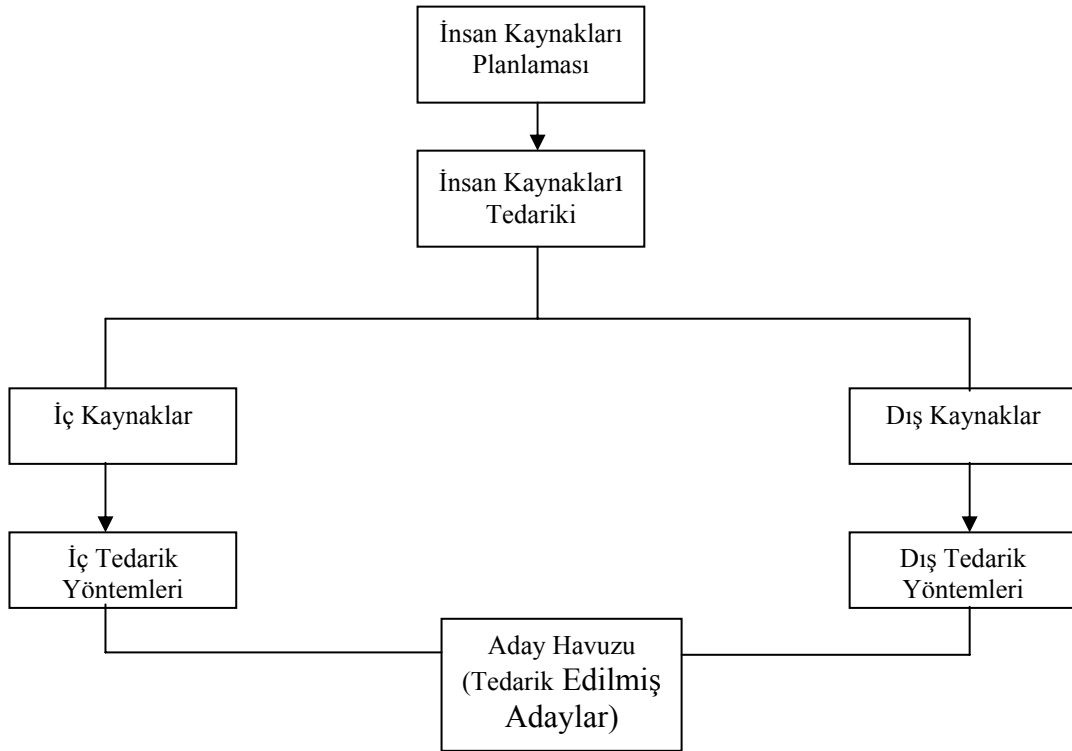 İnsan Kaynakları
Planlaması
İnsan Kaynakları
Tedariki
İç Kaynaklar
Dış Kaynaklar
İç Tedarik
Yöntemleri
Dış Tedarik
Yöntemleri
Aday Havuzu
(Tedarik Edilmiş
Adaylar)